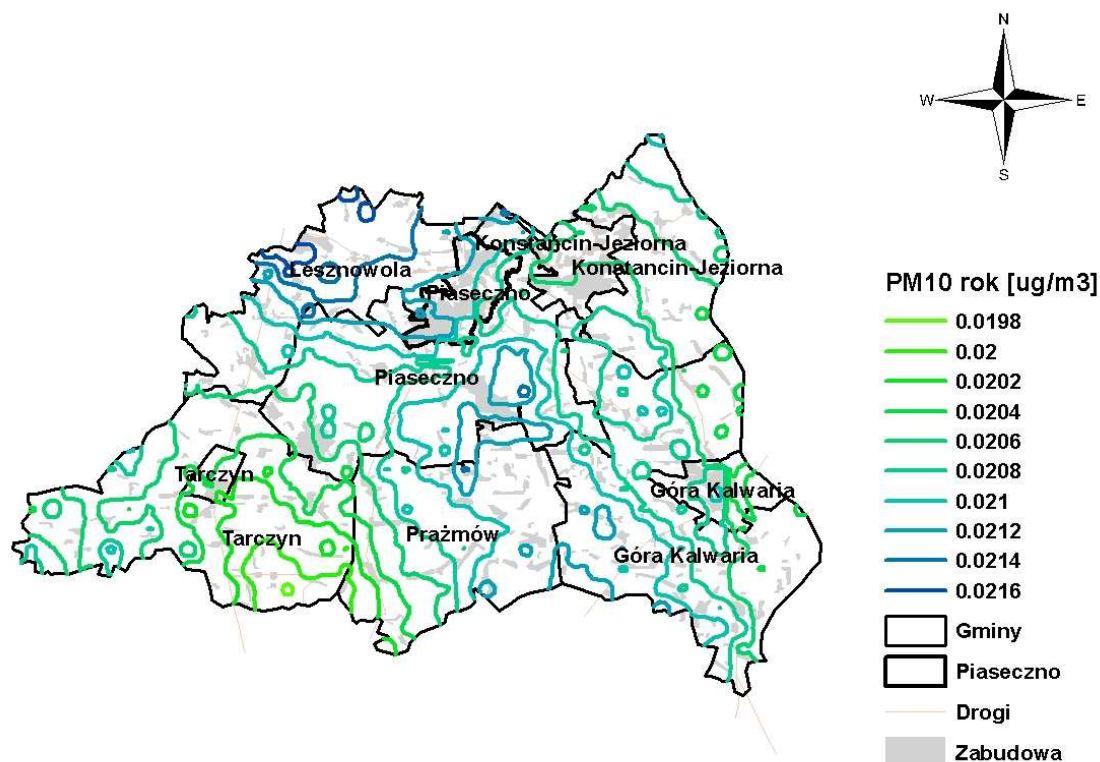 N
W
E
S
Konstancin-Jeziorna
Lesznowola
Konstancin-Jeziorna
Piaseczno
Piaseczno
Tarczyn
Góra Kalwaria
Tarczyn
Prażmów
Góra Kalwaria
PM10 rok [ug/m3]
0.0198
0.02
0.0202
0.0204
0.0206
0.0208
0.021
0.0212
0.0214
0.0216
Gminy
Piaseczno
Drogi
Zabudowa